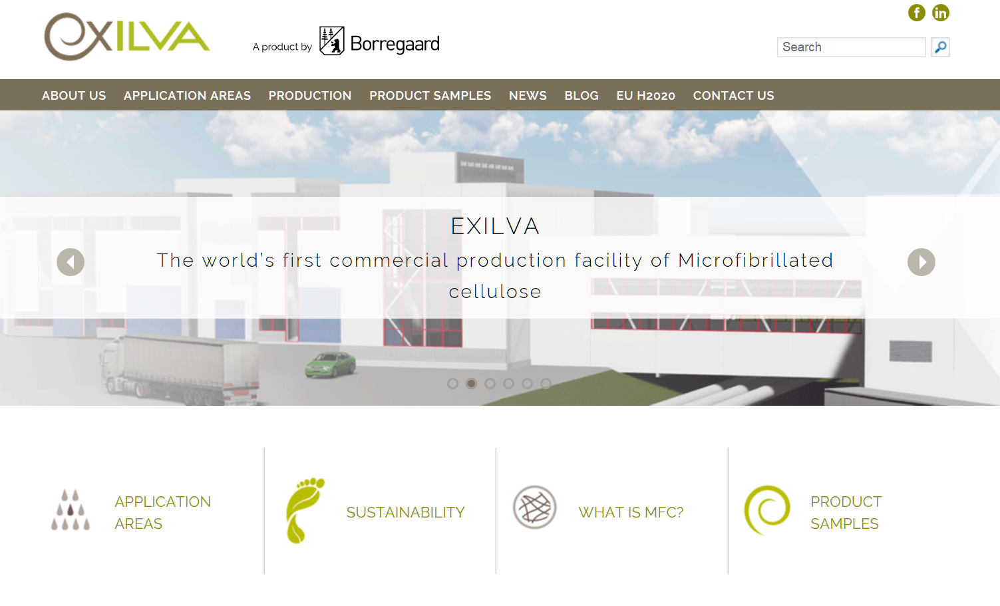 EXILVA
A product by Borregaard
f in
Search
ABOUT US APPLICATION AREAS PRODUCTION PRODUCT SAMPLES NEWS BLOG EU H2020 CONTACT US
EXILVA
The world’s first commercial production facility of Microfibrillated
cellulose
APPLICATION
AREAS
SUSTAINABILITY
WHAT IS MFC?
PRODUCT
SAMPLES